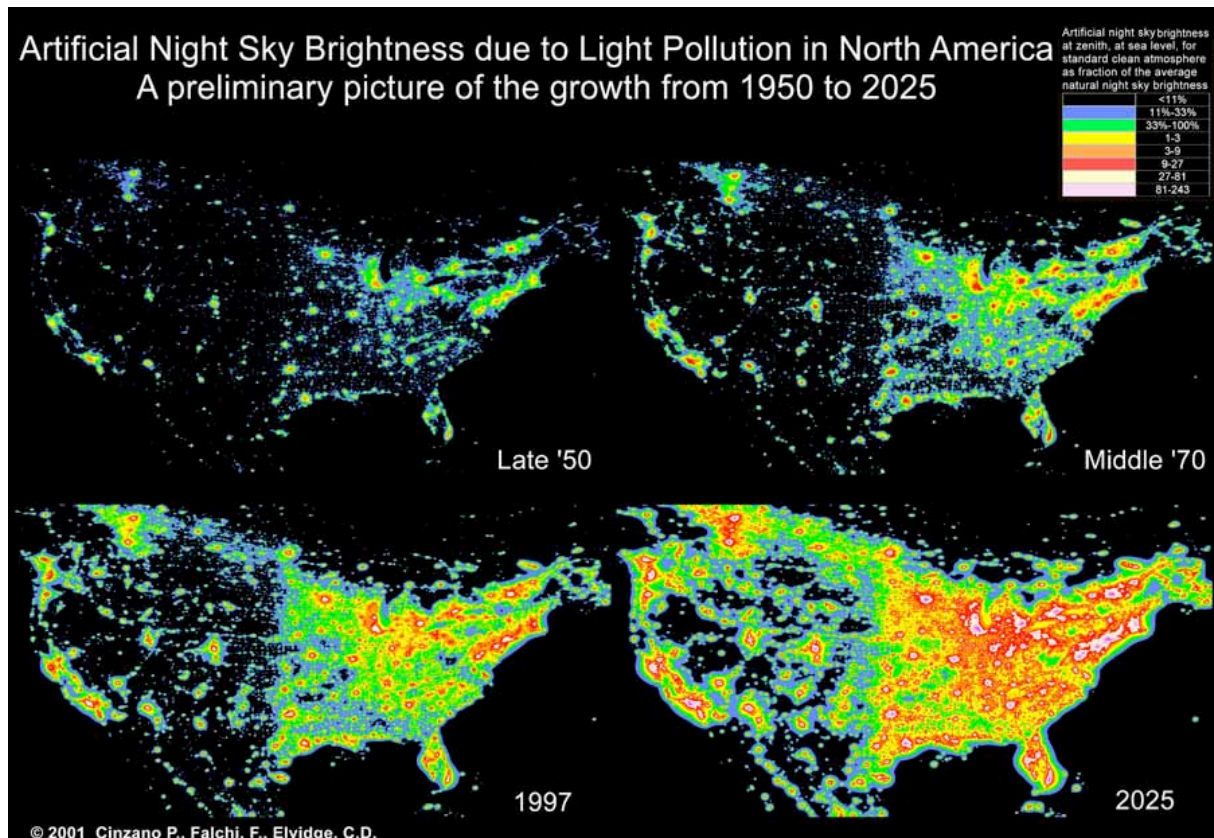 Artificial Night Sky Brightness due to Light Pollution in North America
A preliminary picture of the growth from 1950 to 2025
Artificial night sky brightness
at zenith, at sea level, for
standard clean atmosphere
as fraction of the average
natural night sky brightness
<11%
11%-33%
33%-100%
1-3
3-9
9-27
27-81
81-243
Late '50
Middle '70
1997
2025
© 2001 Cinzano P., Falchi, F., Elvidge, C.D.